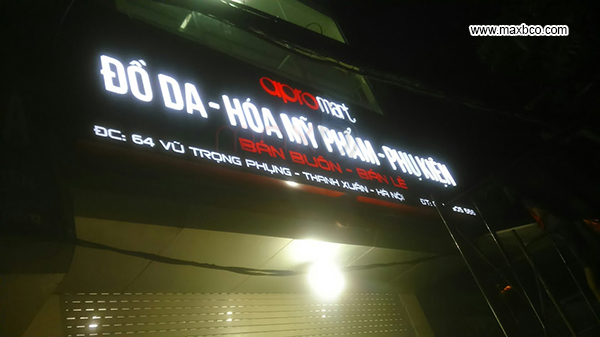 www.maxbco.com
apromart
ĐỒ DA - HÓA MỸ PHẨM - PHỤ KIỆN
BÁN BUÔN - BÁN LẺ
ĐC: 64 VŨ TRỌNG PHỤNG - THANH XUÂN - HÀ NỘI ĐT: